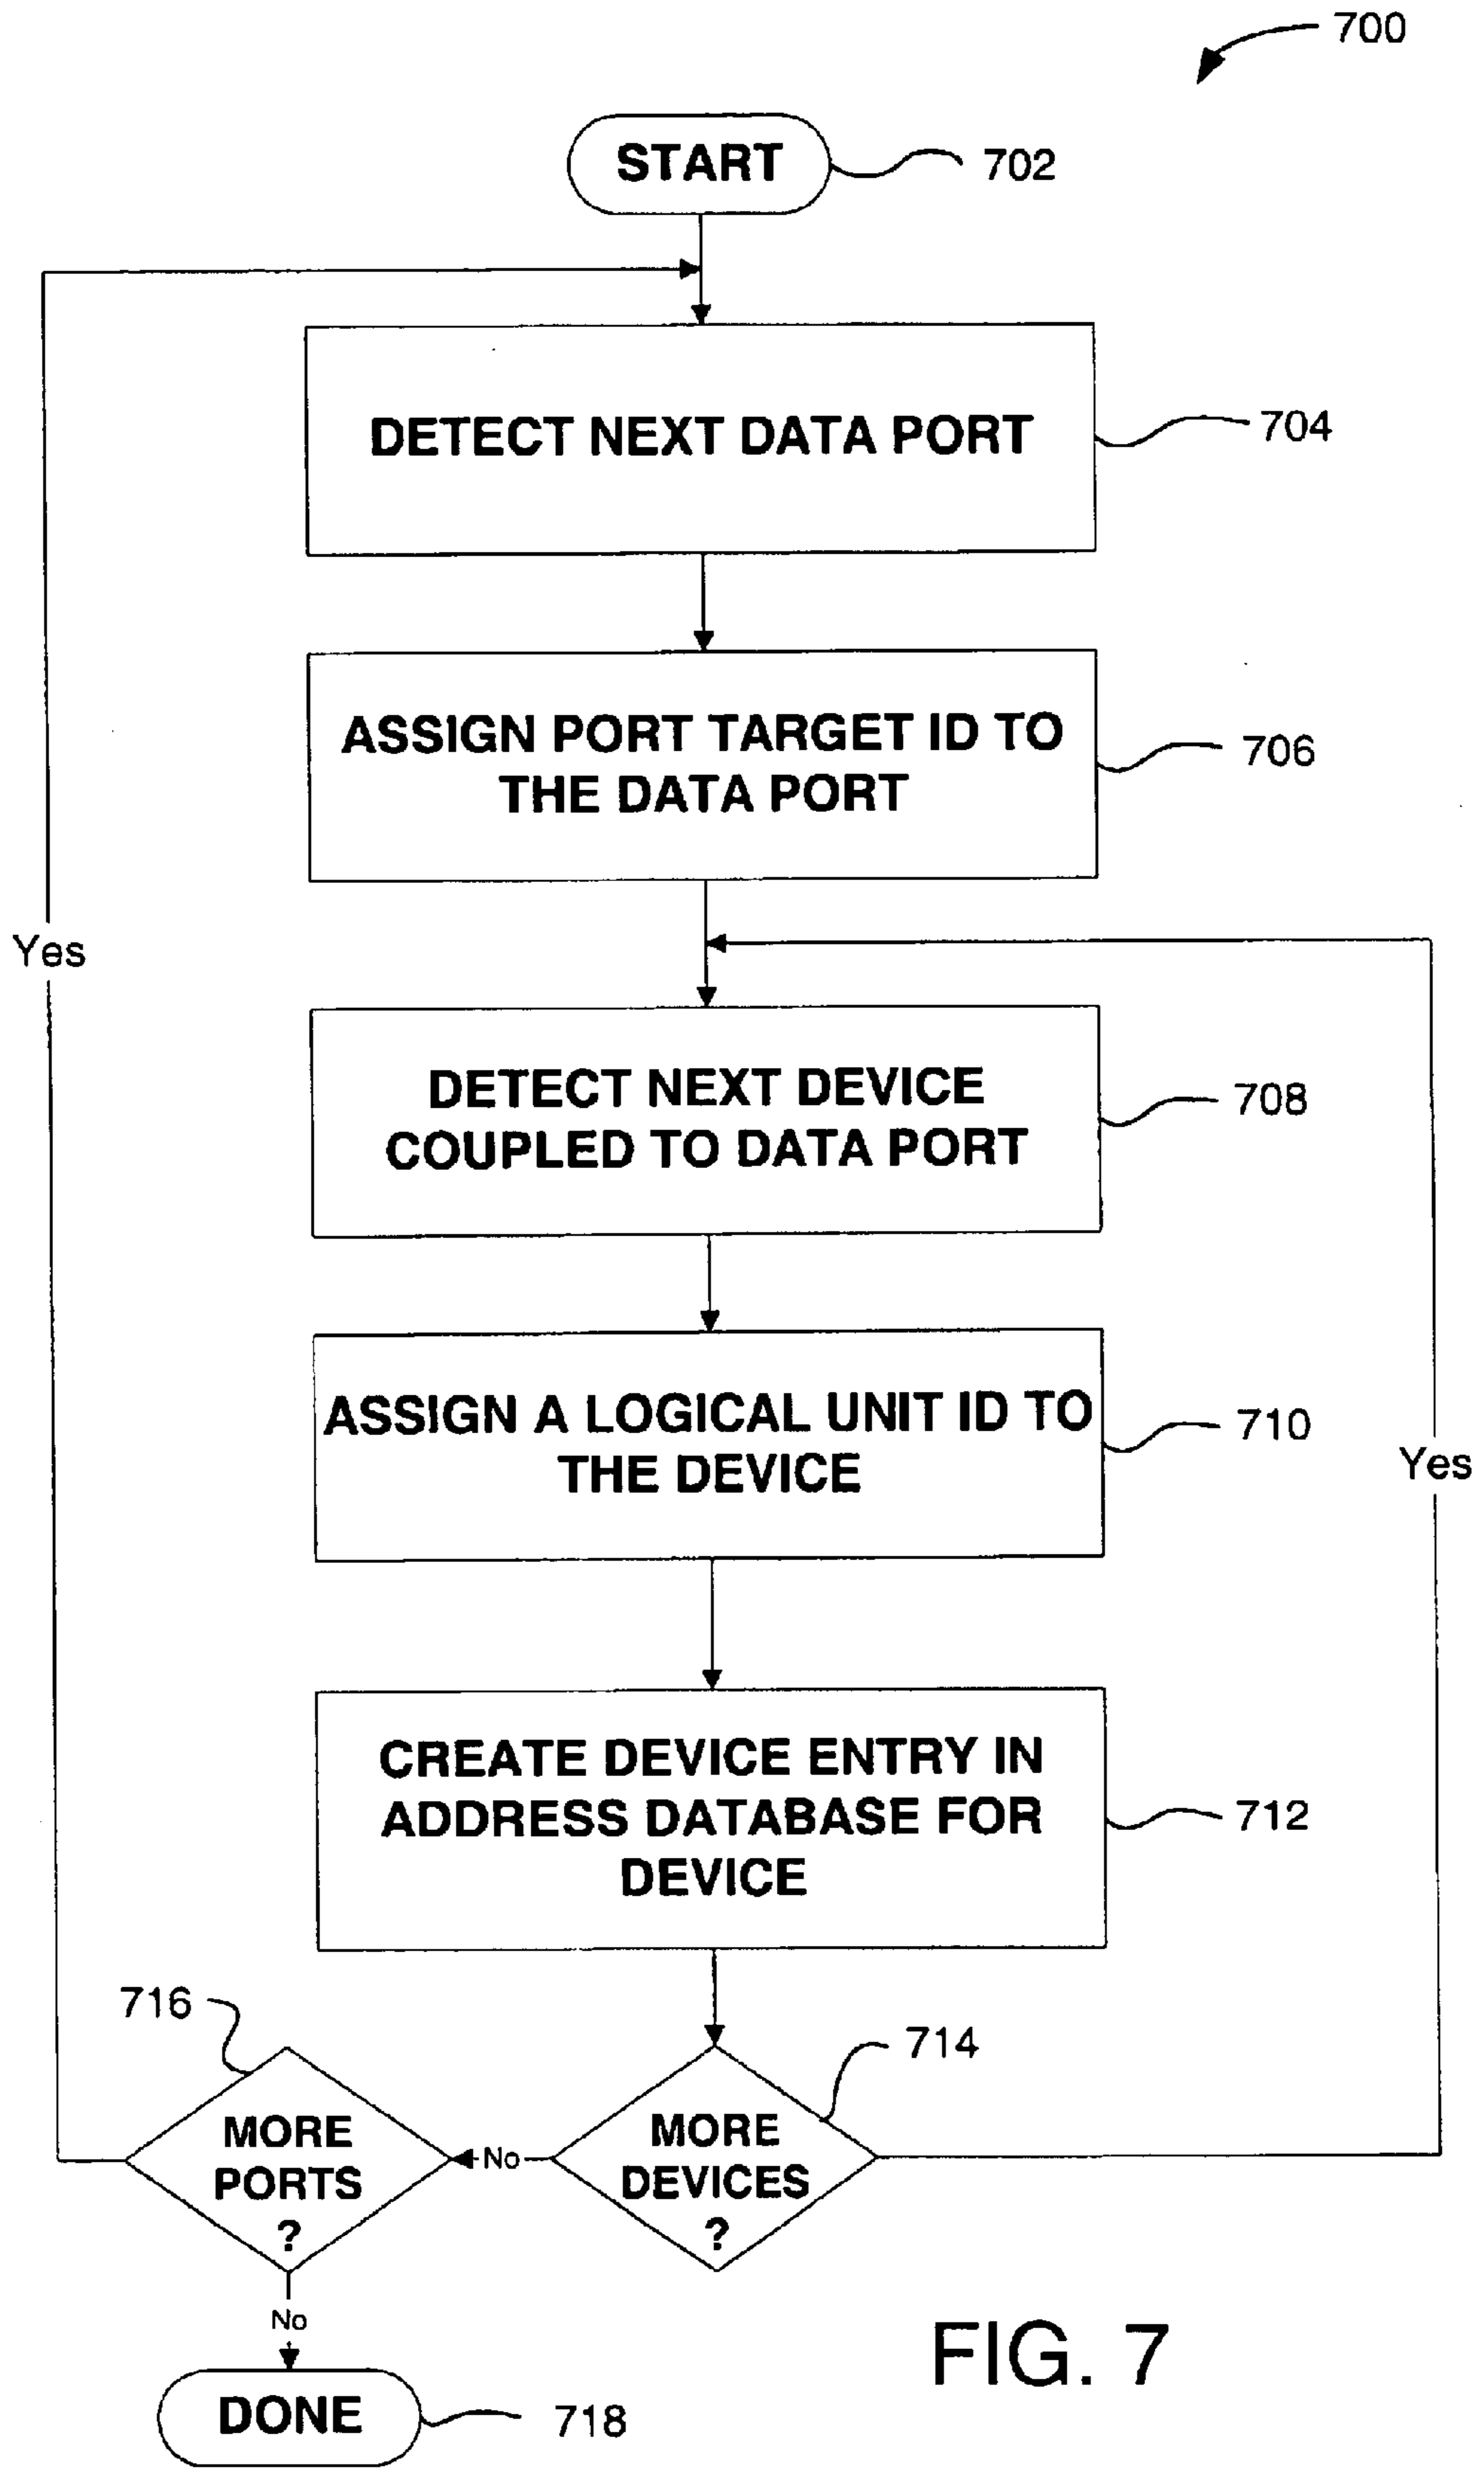 700
START
702
DETECT NEXT DATA PORT
704
ASSIGN PORT TARGET ID TO
THE DATA PORT
706
Yes
DETECT NEXT DEVICE
COUPLED TO DATA PORT
708
ASSIGN A LOGICAL UNIT ID TO
THE DEVICE
710
Yes
CREATE DEVICE ENTRY IN
ADDRESS DATABASE FOR
DEVICE
712
716
714
MORE
PORTS
?
No
MORE
DEVICES
?
No
DONE
718
FIG. 7